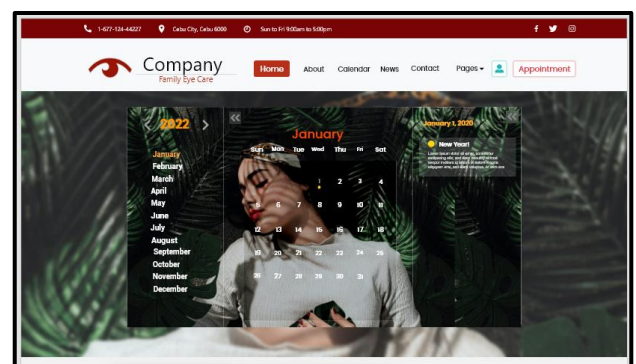 1-677-124-44227 Cebu City, Cebu 6000 Sun to Fri 9:00am to 5:00pm
Company
Family Eye Care
Home About Calendar News Contact Pages Appointment
2022
January
February
March
April
May
June
July
August
September
October
November
December
January
Sun Mon Tue Wed Thu Fri Sat
1 2 3 4
5 6 7 8 9 10 11
12 13 14 15 16 17 18
19 20 21 22 23 24 25
26 27 28 29 30 31
January 1, 2020
New Year!